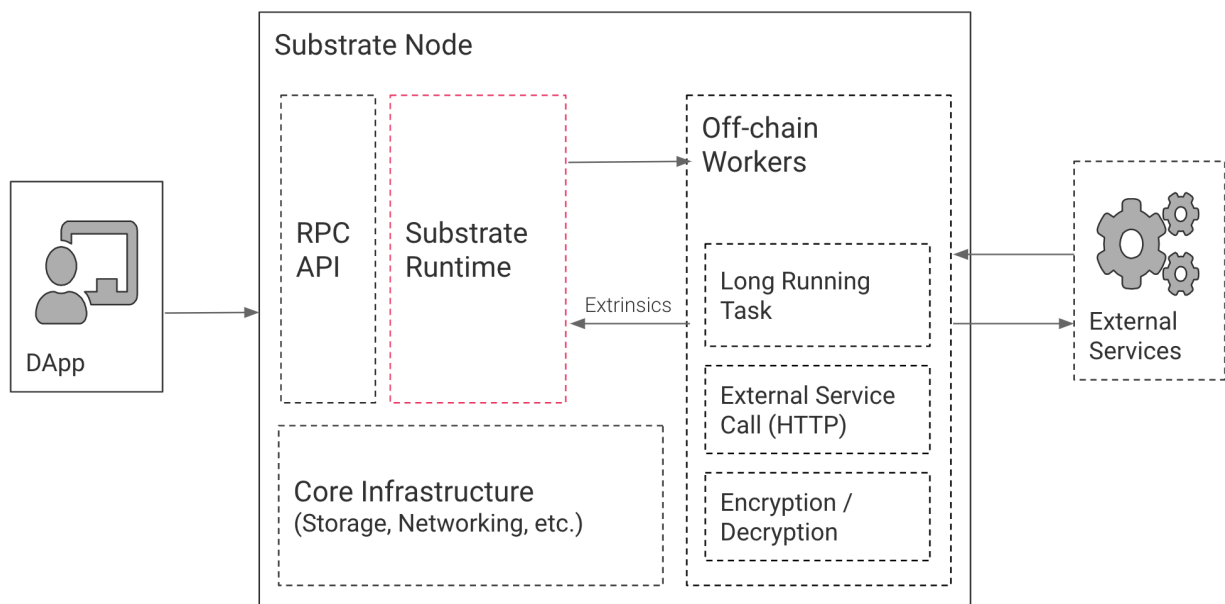 Substrate Node
Off-chain
Workers
RPC
API
Substrate
Runtime
Long Running
Task
Extrinsics
External
Services
DApp
External Service
Call (HTTP)
Core Infrastructure
(Storage, Networking, etc.)
Encryption /
Decryption